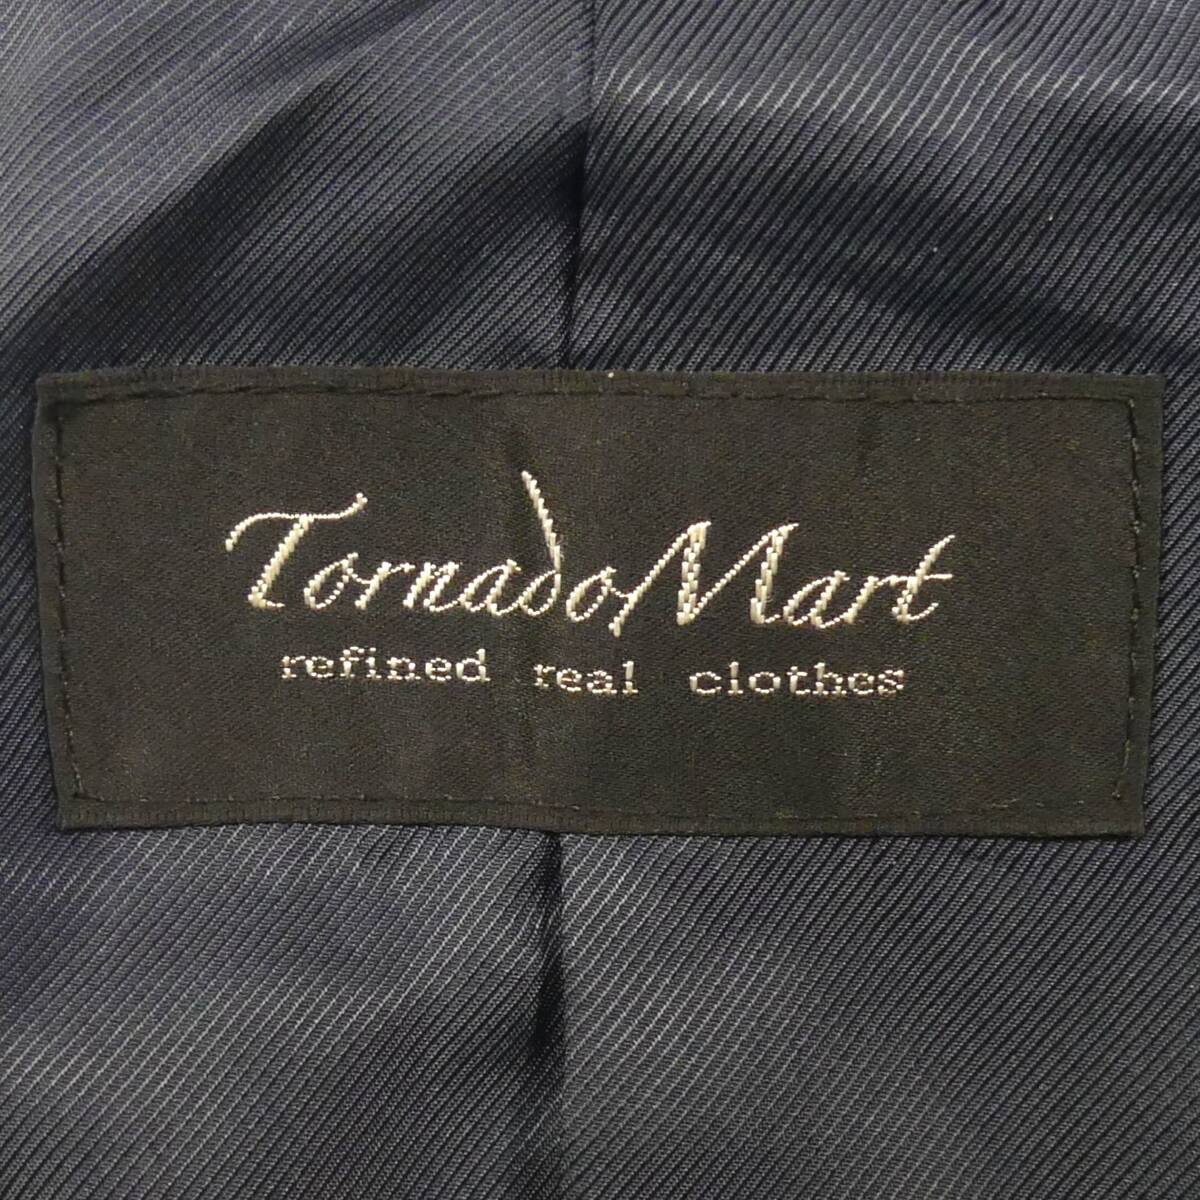 TornadoMart
refined real clothes